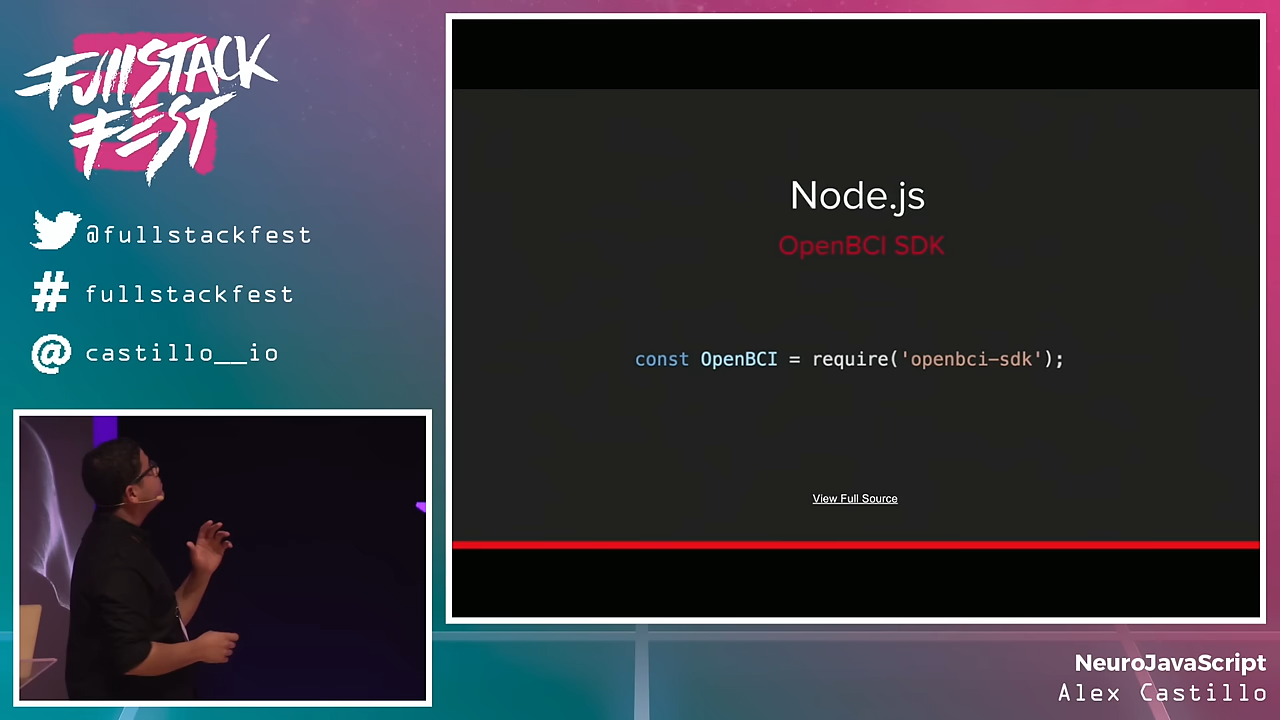 FullSTACK
FEST
@fullstackfest
# fullstackfest
@ castillo__io
Node.js
OpenBCI SDK
const OpenBCI = require('openbci-sdk');
View Full Source
NeuroJavaScript
Alex Castillo